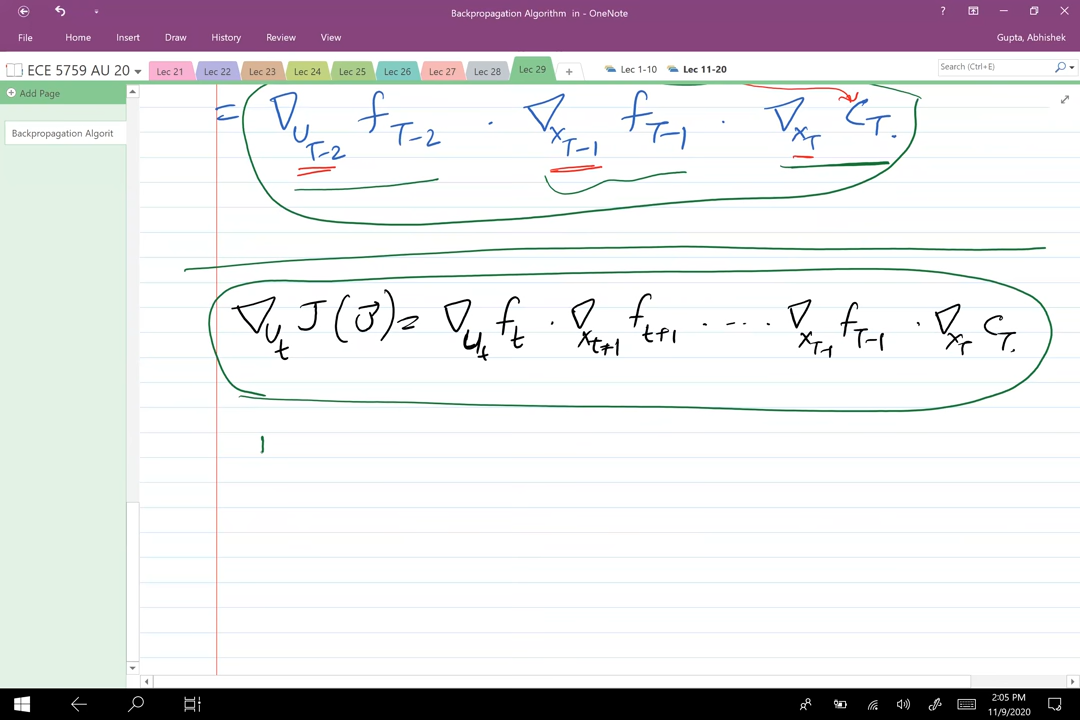 Backpropagation Algorithm in - OneNote
Gupta, Abhishek
File Home Insert Draw History Review View
ECE 5759 AU 20 Lec 21 Lec 22 Lec 23 Lec 24 Lec 25 Lec 26 Lec 27 Lec 28 Lec 29 + Lec 1-10 Lec 11-20 Search (Ctrl+E)
Add Page
Backpropagation Algorit
= ∇_{U_{T-2}} f_{T-2} · ∇_{x_{T-1}} f_{T-1} · ∇_{x_T} C_T.
∇_{U_t} J(U⃗) = ∇_{u_t} f_t · ∇_{x_{t+1}} f_{t+1} · ···· ∇_{x_{T-1}} f_{T-1} · ∇_{x_T} C_T.
2:05 PM
11/9/2020